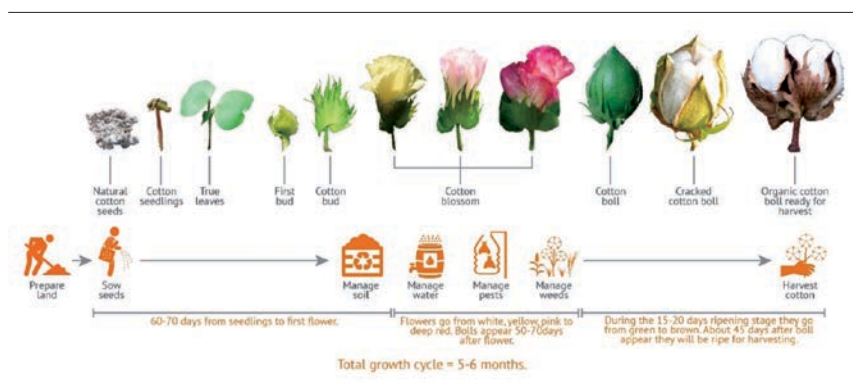 Natural
cotton
seeds
Cotton
seedlings
True
leaves
First
bud
Cotton
bud
Cotton
blossom
Cotton
boll
Cracked
cotton boll
Organic cotton
boll ready for
harvest
Prepare
land
Sow
seeds
Manage
soil
Manage
water
Manage
pests
Manage
weeds
Harvest
cotton
60-70 days from seedlings to first flower.
Flowers go from white, yellow, pink to
deep red. Bolls appear 50-70days
after flower.
During the 15-20 days ripening stage they go
from green to brown. About 45 days after boll
appear they will be ripe for harvesting.
Total growth cycle = 5-6 months.